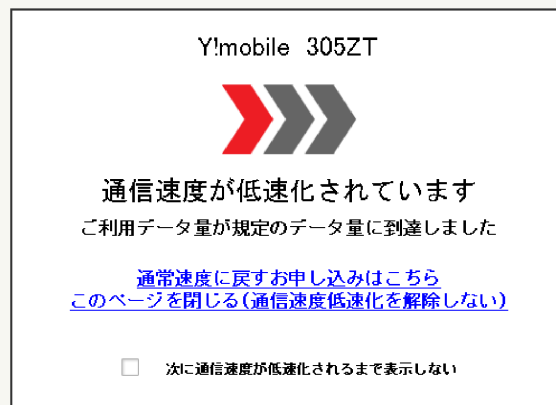 Y!mobile 305ZT
通信速度が低速化されています
ご利用データ量が規定のデータ量に到達しました
通常速度に戻すお申し込みはこちら
このページを閉じる(通信速度低速化を解除しない)
次に通信速度が低速化されるまで表示しない